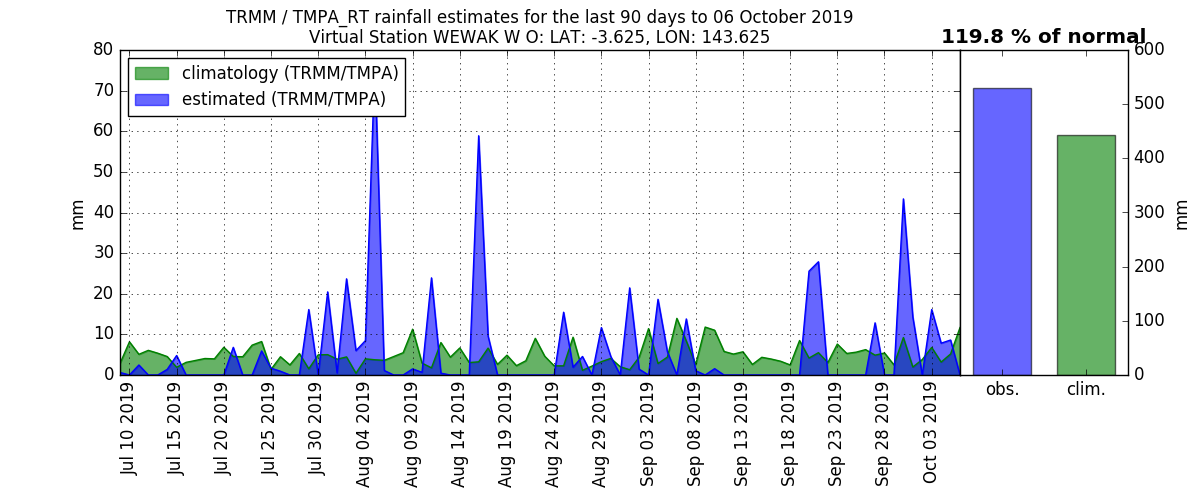 TRMM / TMPA_RT rainfall estimates for the last 90 days to 06 October 2019
Virtual Station WEWAK W O: LAT: -3.625, LON: 143.625
119.8 % of normal
climatology (TRMM/TMPA)
estimated (TRMM/TMPA)
80
70
60
50
40
30
20
10
0
mm
Jul 10 2019
Jul 15 2019
Jul 20 2019
Jul 25 2019
Jul 30 2019
Aug 04 2019
Aug 09 2019
Aug 14 2019
Aug 19 2019
Aug 24 2019
Aug 29 2019
Sep 03 2019
Sep 08 2019
Sep 13 2019
Sep 18 2019
Sep 23 2019
Sep 28 2019
Oct 03 2019
obs.
clim.
600
500
400
300
200
100
0
mm